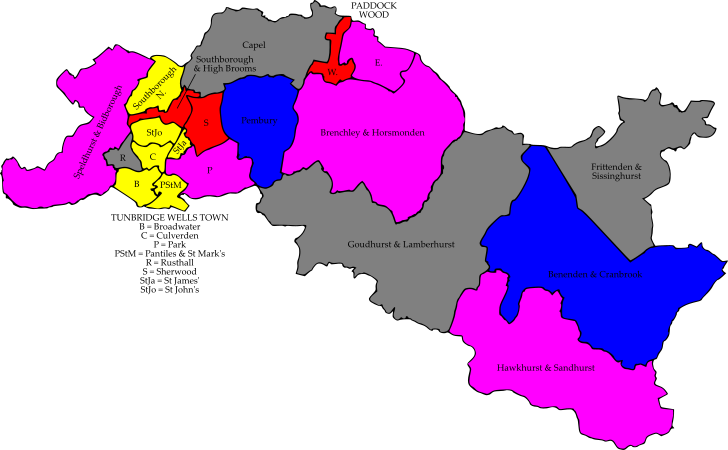 PADDOCK
WOOD
Capel
Southborough
& High Brooms
W.
E.
Southborough
N.
Speldhurst & Bidborough
S
Pembury
StJo
Brenchley & Horsmonden
StJa
R
C
P
B
PStM
Frittenden &
Sissinghurst
TUNBRIDGE WELLS TOWN
B = Broadwater
C = Culverden
P = Park
PStM = Pantiles & St Mark's
R = Rusthall
S = Sherwood
StJa = St James'
StJo = St John's
Goudhurst & Lamberhurst
Benenden & Cranbrook
Hawkhurst & Sandhurst